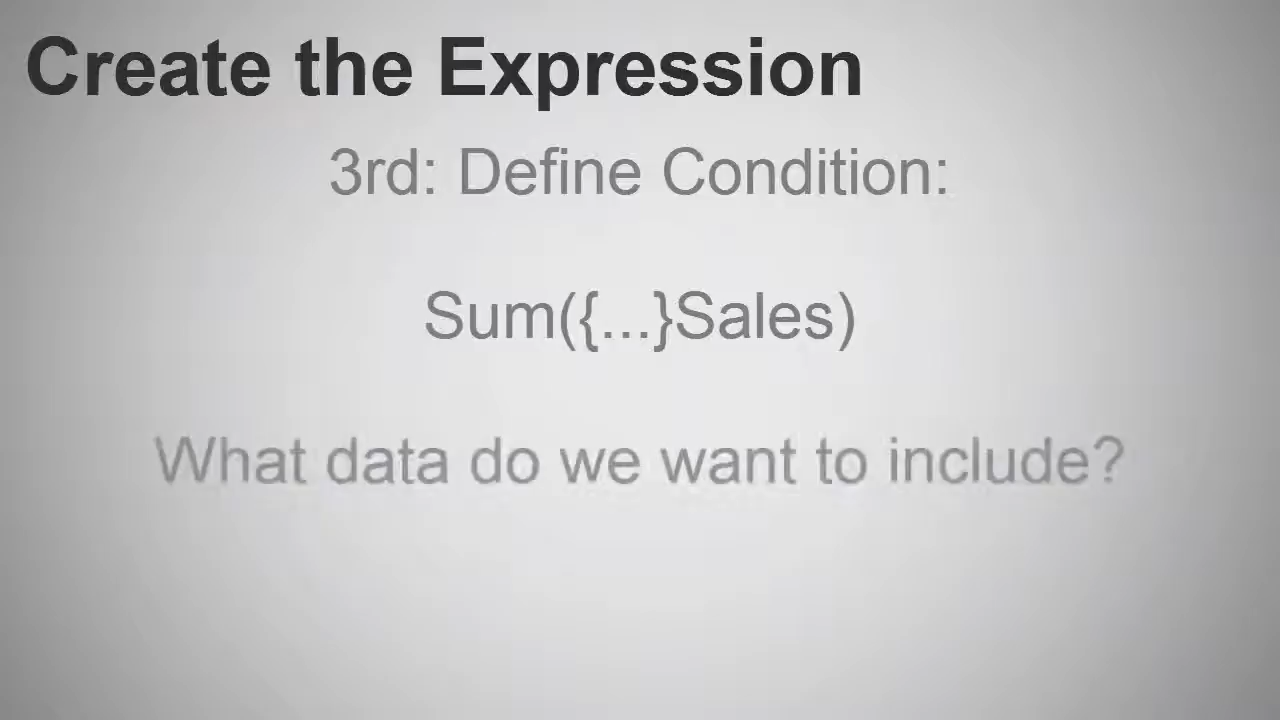 Create the Expression
3rd: Define Condition:
Sum({...}Sales)
What data do we want to include?